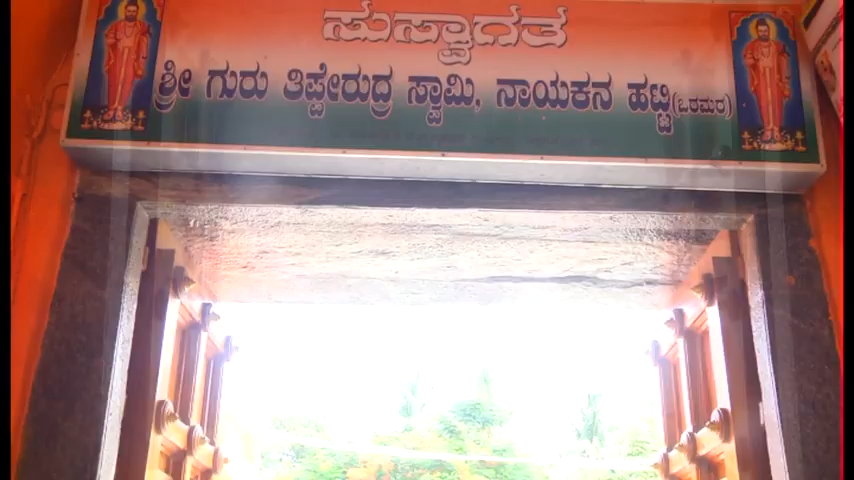 ಸುಸ್ವಾಗತ
ಶ್ರೀ ಗುರು ತಿಪ್ಪೇರುದ್ರ ಸ್ವಾಮಿ, ನಾಯಕನ ಹಟ್ಟಿ(ಒಳಮಠ)